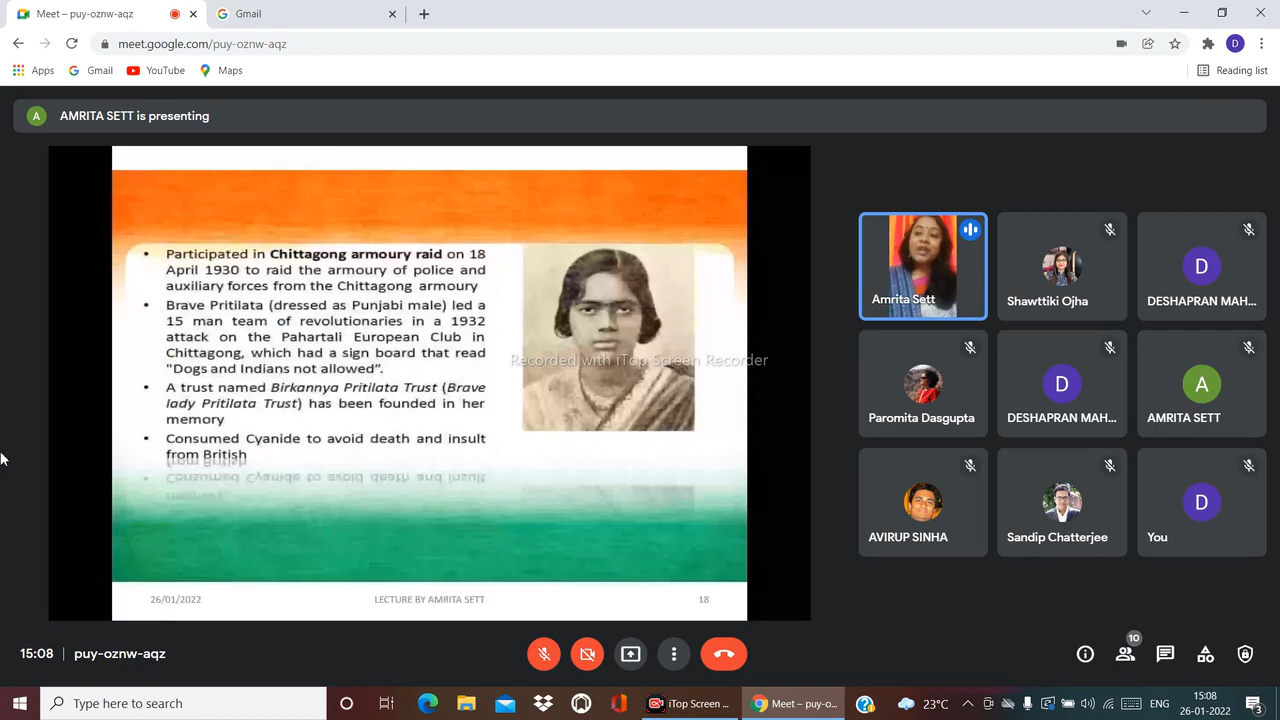 Meet – puy-oznw-aqz
Gmail
meet.google.com/puy-oznw-aqz
D
Apps
Gmail
YouTube
Maps
Reading list
A
AMRITA SETT is presenting
• Participated in Chittagong armoury raid on 18
April 1930 to raid the armoury of police and
auxiliary forces from the Chittagong armoury
• Brave Pritilata (dressed as Punjabi male) led a
15 man team of revolutionaries in a 1932
attack on the Pahartali European Club in
Chittagong, which had a sign board that read
"Dogs and Indians not allowed”.
• A trust named Birkannya Pritilata Trust (Brave
lady Pritilata Trust) has been founded in her
memory
• Consumed Cyanide to avoid death and insult
from British
Recorded with iTop Screen Recorder
26/01/2022
LECTURE BY AMRITA SETT
18
Amrita Sett
Shawttiki Ojha
D
DESHAPRAN MAH...
Paromita Dasgupta
D
DESHAPRAN MAH...
A
AMRITA SETT
AVIRUP SINHA
Sandip Chatterjee
D
You
15:08 | puy-oznw-aqz
10
Type here to search
iTop Screen ...
Meet – puy-o...
23°C
ENG
15:08
26-01-2022
3